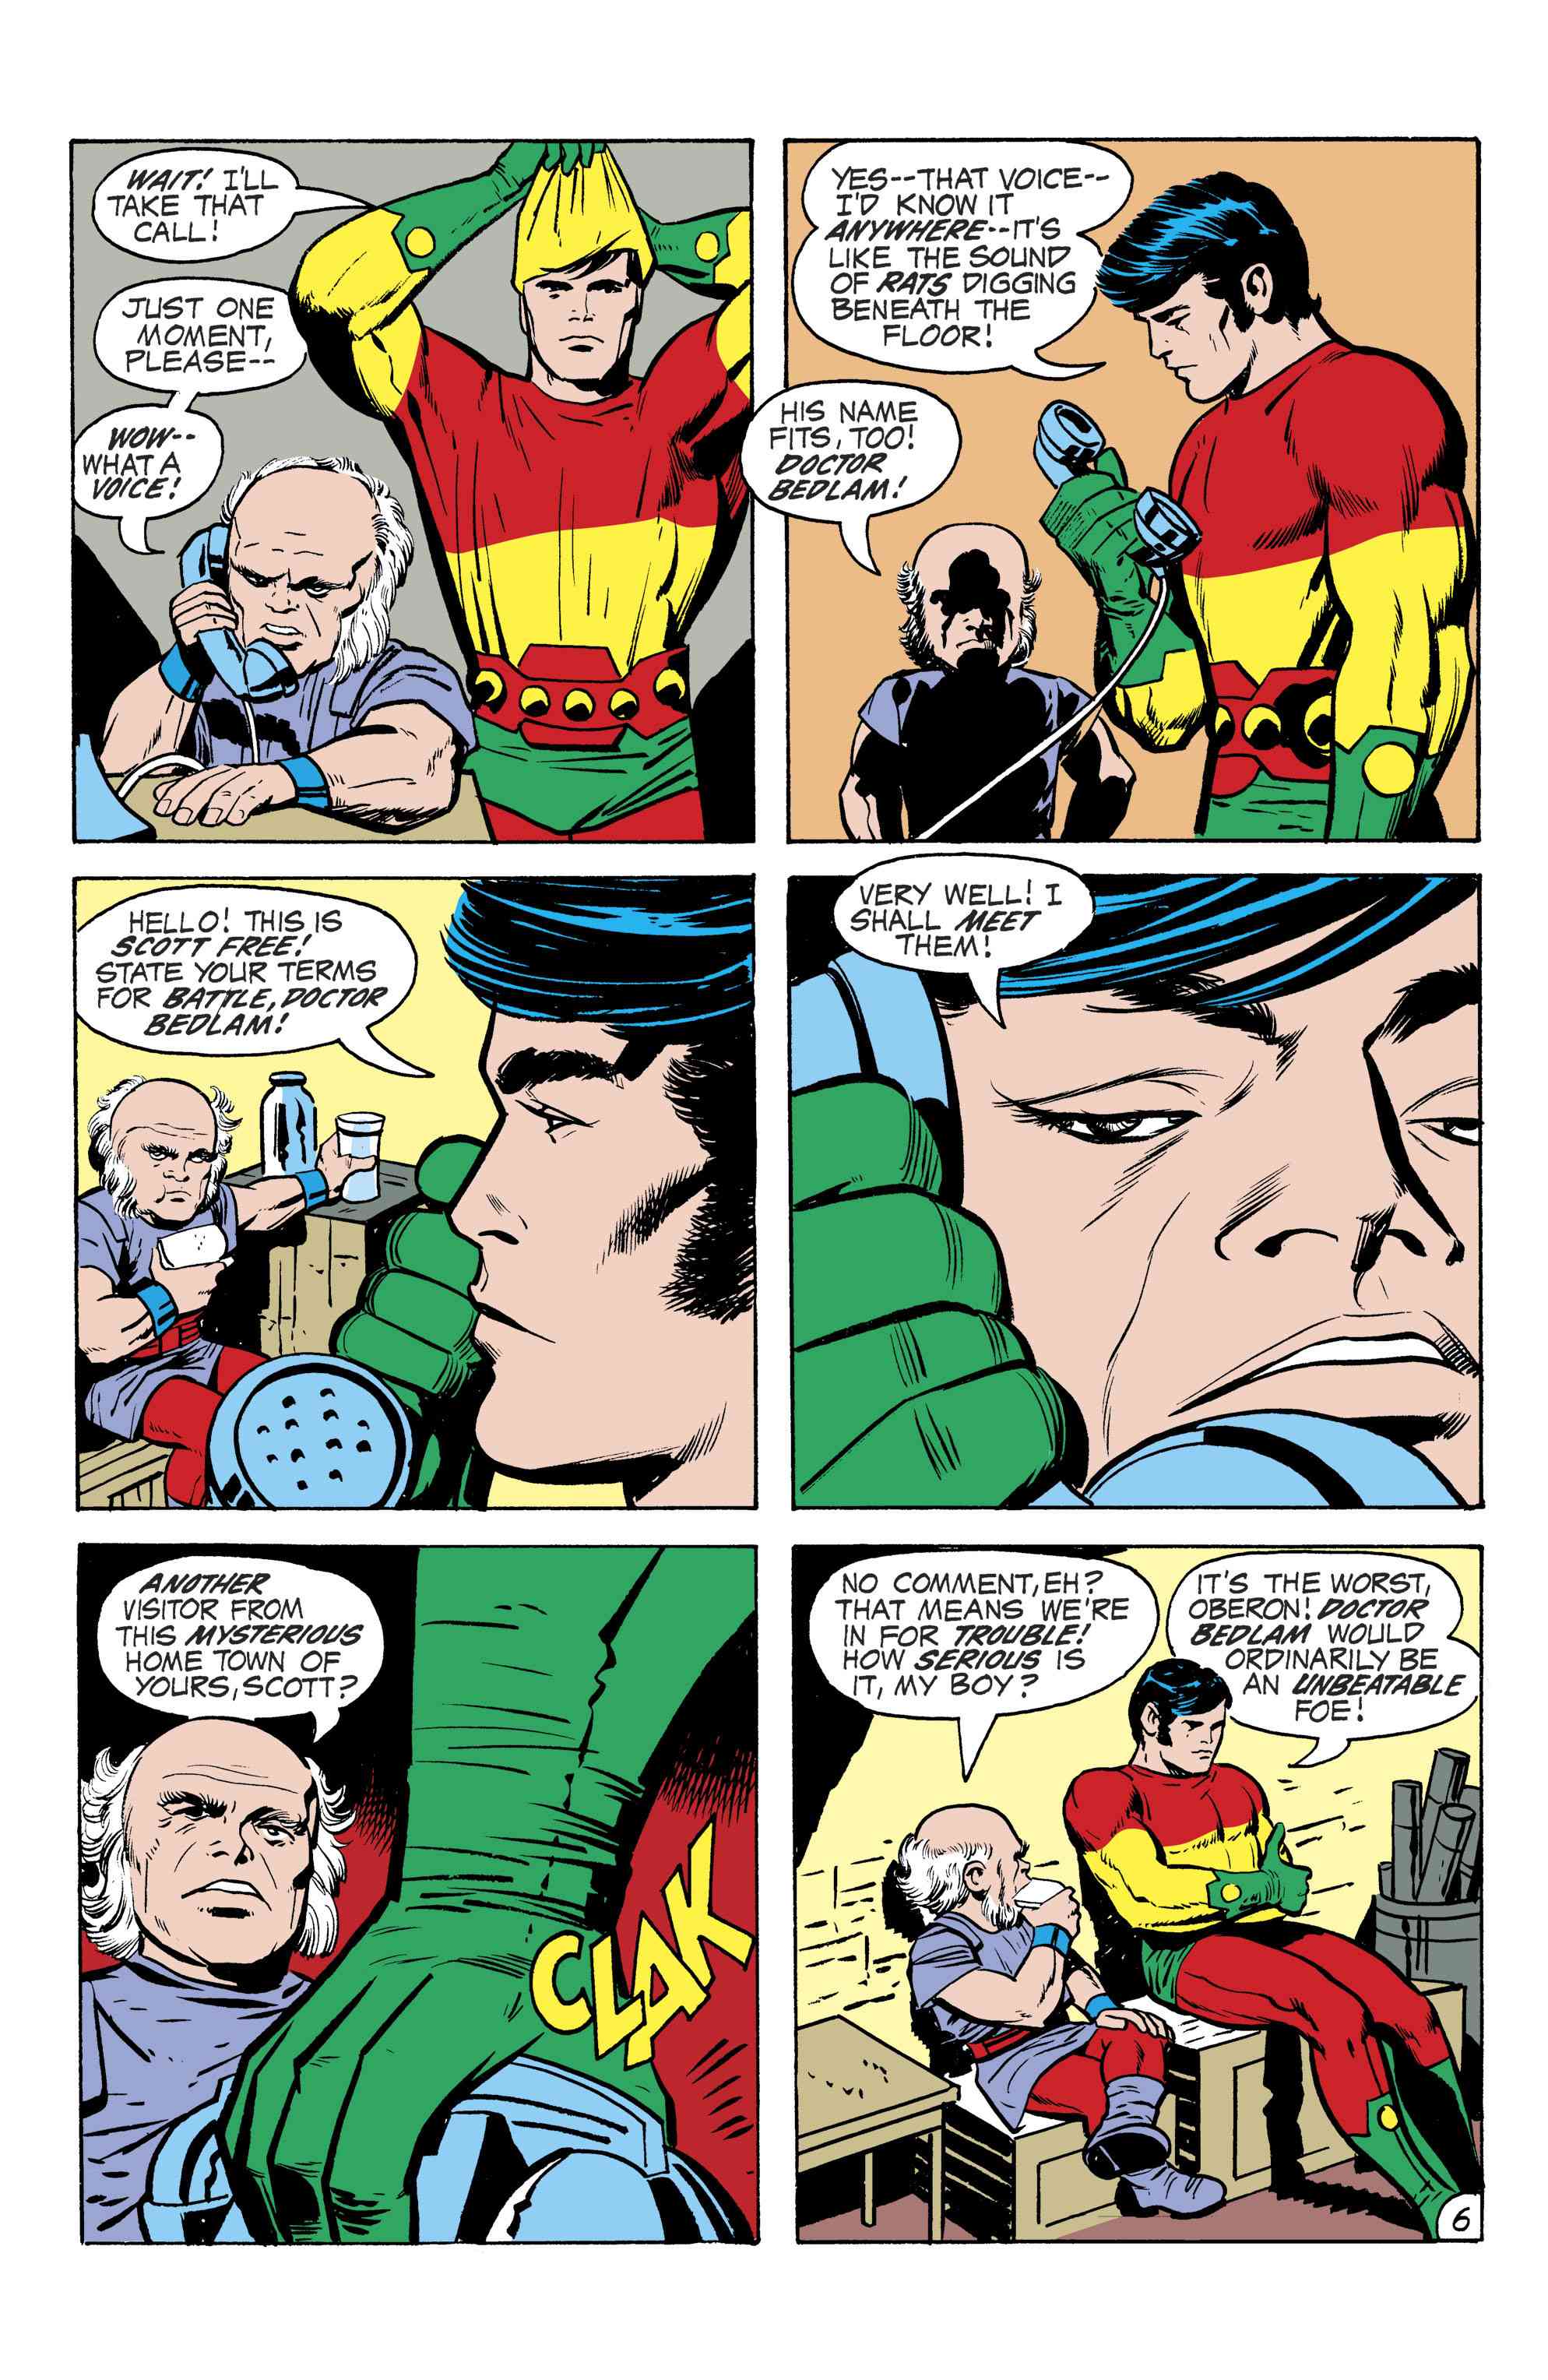 WAIT! I'LL
TAKE THAT
CALL!
JUST ONE
MOMENT,
PLEASE--
WOW--
WHAT A
VOICE!
YES--THAT VOICE--
I'D KNOW IT
ANYWHERE--IT'S
LIKE THE SOUND
OF RATS DIGGING
BENEATH THE
FLOOR!
HIS NAME
FITS, TOO!
DOCTOR
BEDLAM!
HELLO! THIS IS
SCOTT FREE!
STATE YOUR TERMS
FOR BATTLE, DOCTOR
BEDLAM!
VERY WELL! I
SHALL MEET
THEM!
ANOTHER
VISITOR FROM
THIS MYSTERIOUS
HOME TOWN OF
YOURS, SCOTT?
CLAK
NO COMMENT, EH?
THAT MEANS WE'RE
IN FOR TROUBLE!
HOW SERIOUS IS
IT, MY BOY?
IT'S THE WORST,
OBERON! DOCTOR
BEDLAM WOULD
ORDINARILY BE
AN UNBEATABLE
FOE!
6